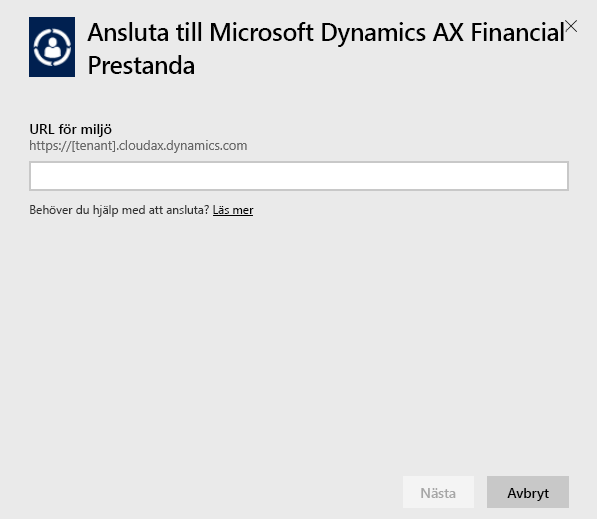 Ansluta till Microsoft Dynamics AX Financial
Prestanda
URL för miljö
https://[tenant].cloudax.dynamics.com
Behöver du hjälp med att ansluta? Läs mer
Nästa
Avbryt